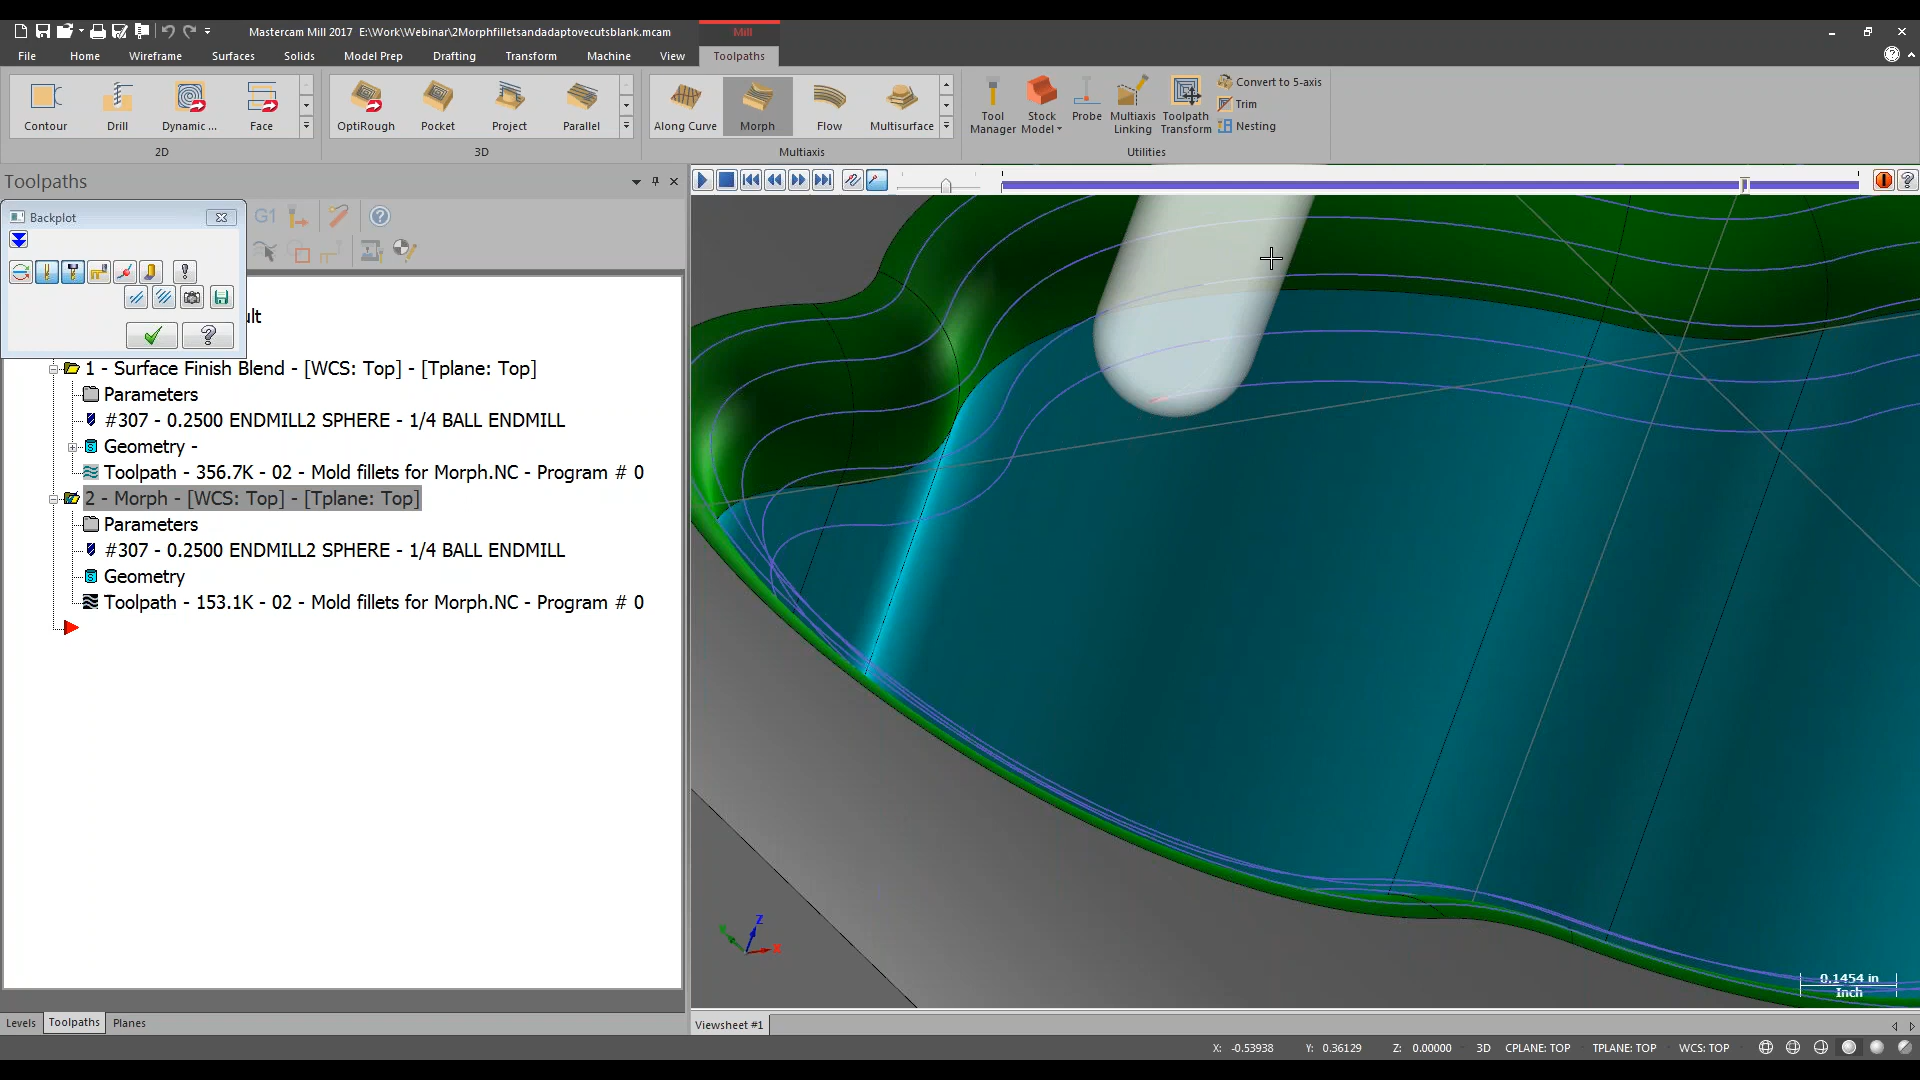 Mastercam Mill 2017 E:\Work\Webinar\2Morphfilletsandadaptovecutsblank.mcam
Mill
File Home Wireframe Surfaces Solids Model Prep Drafting Transform Machine View Toolpaths
Contour Drill Dynamic ... Face
2D
OptiRough Pocket Project Parallel
3D
Along Curve Morph Flow Multisurface
Multiaxis
Tool Manager
Stock Model
Probe
Multiaxis Linking
Toolpath Transform
Convert to 5-axis
Trim
Nesting
Utilities
Toolpaths
Backplot
G1
ult
1 - Surface Finish Blend - [WCS: Top] - [Tplane: Top]
Parameters
#307 - 0.2500 ENDMILL2 SPHERE - 1/4 BALL ENDMILL
Geometry -
Toolpath - 356.7K - 02 - Mold fillets for Morph.NC - Program # 0
2 - Morph - [WCS: Top] - [Tplane: Top]
Parameters
#307 - 0.2500 ENDMILL2 SPHERE - 1/4 BALL ENDMILL
Geometry
Toolpath - 153.1K - 02 - Mold fillets for Morph.NC - Program # 0
Z
X
0.1454 in
Inch
Levels Toolpaths Planes
Viewsheet #1
X: -0.53938 Y: 0.36129 Z: 0.00000 3D CPLANE: TOP TPLANE: TOP WCS: TOP